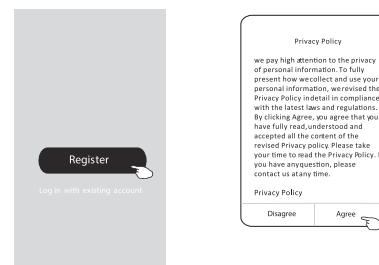 Register
Log in with existing account
Privacy Policy
we pay high attention to the privacy
of personal information. To fully
present how wecollect and use your
personal information, werevised the
Privacy Policy indetail in compliance
with the latest laws and regulations.
By clicking Agree, you agree that you
have fully read,understood and
accepted all the content of the
revised Privacy policy. Please take
your time to read the Privacy Policy.
you have anyquestion, please
contact us atany time.
Privacy Policy
Disagree Agree